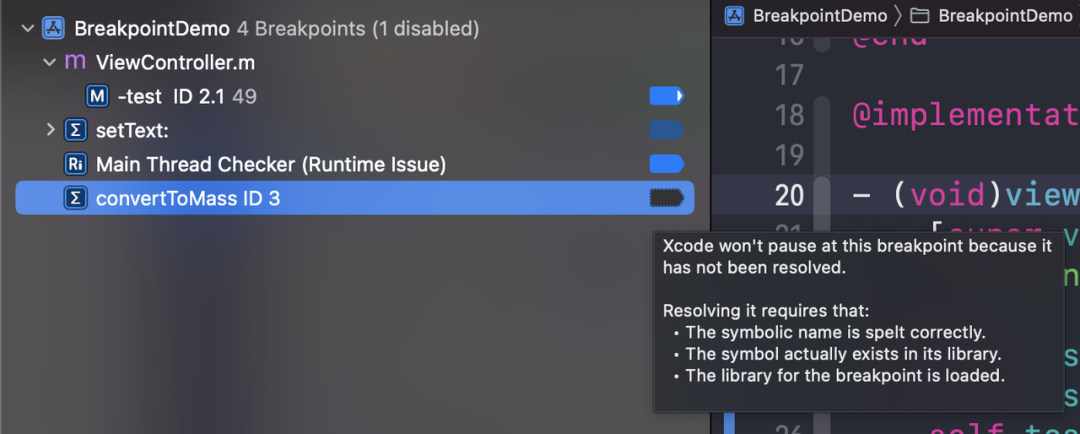 BreakpointDemo 4 Breakpoints (1 disabled)
m ViewController.m
M -test ID 2.1 49
Σ setText:
Ri Main Thread Checker (Runtime Issue)
Σ convertToMass ID 3
BreakpointDemo 〉 BreakpointDemo
@end
17
18 @implementat
19
20 - (void)view
Xcode won't pause at this breakpoint because it
has not been resolved.
Resolving it requires that:
• The symbolic name is spelt correctly.
• The symbol actually exists in its library.
• The library for the breakpoint is loaded.